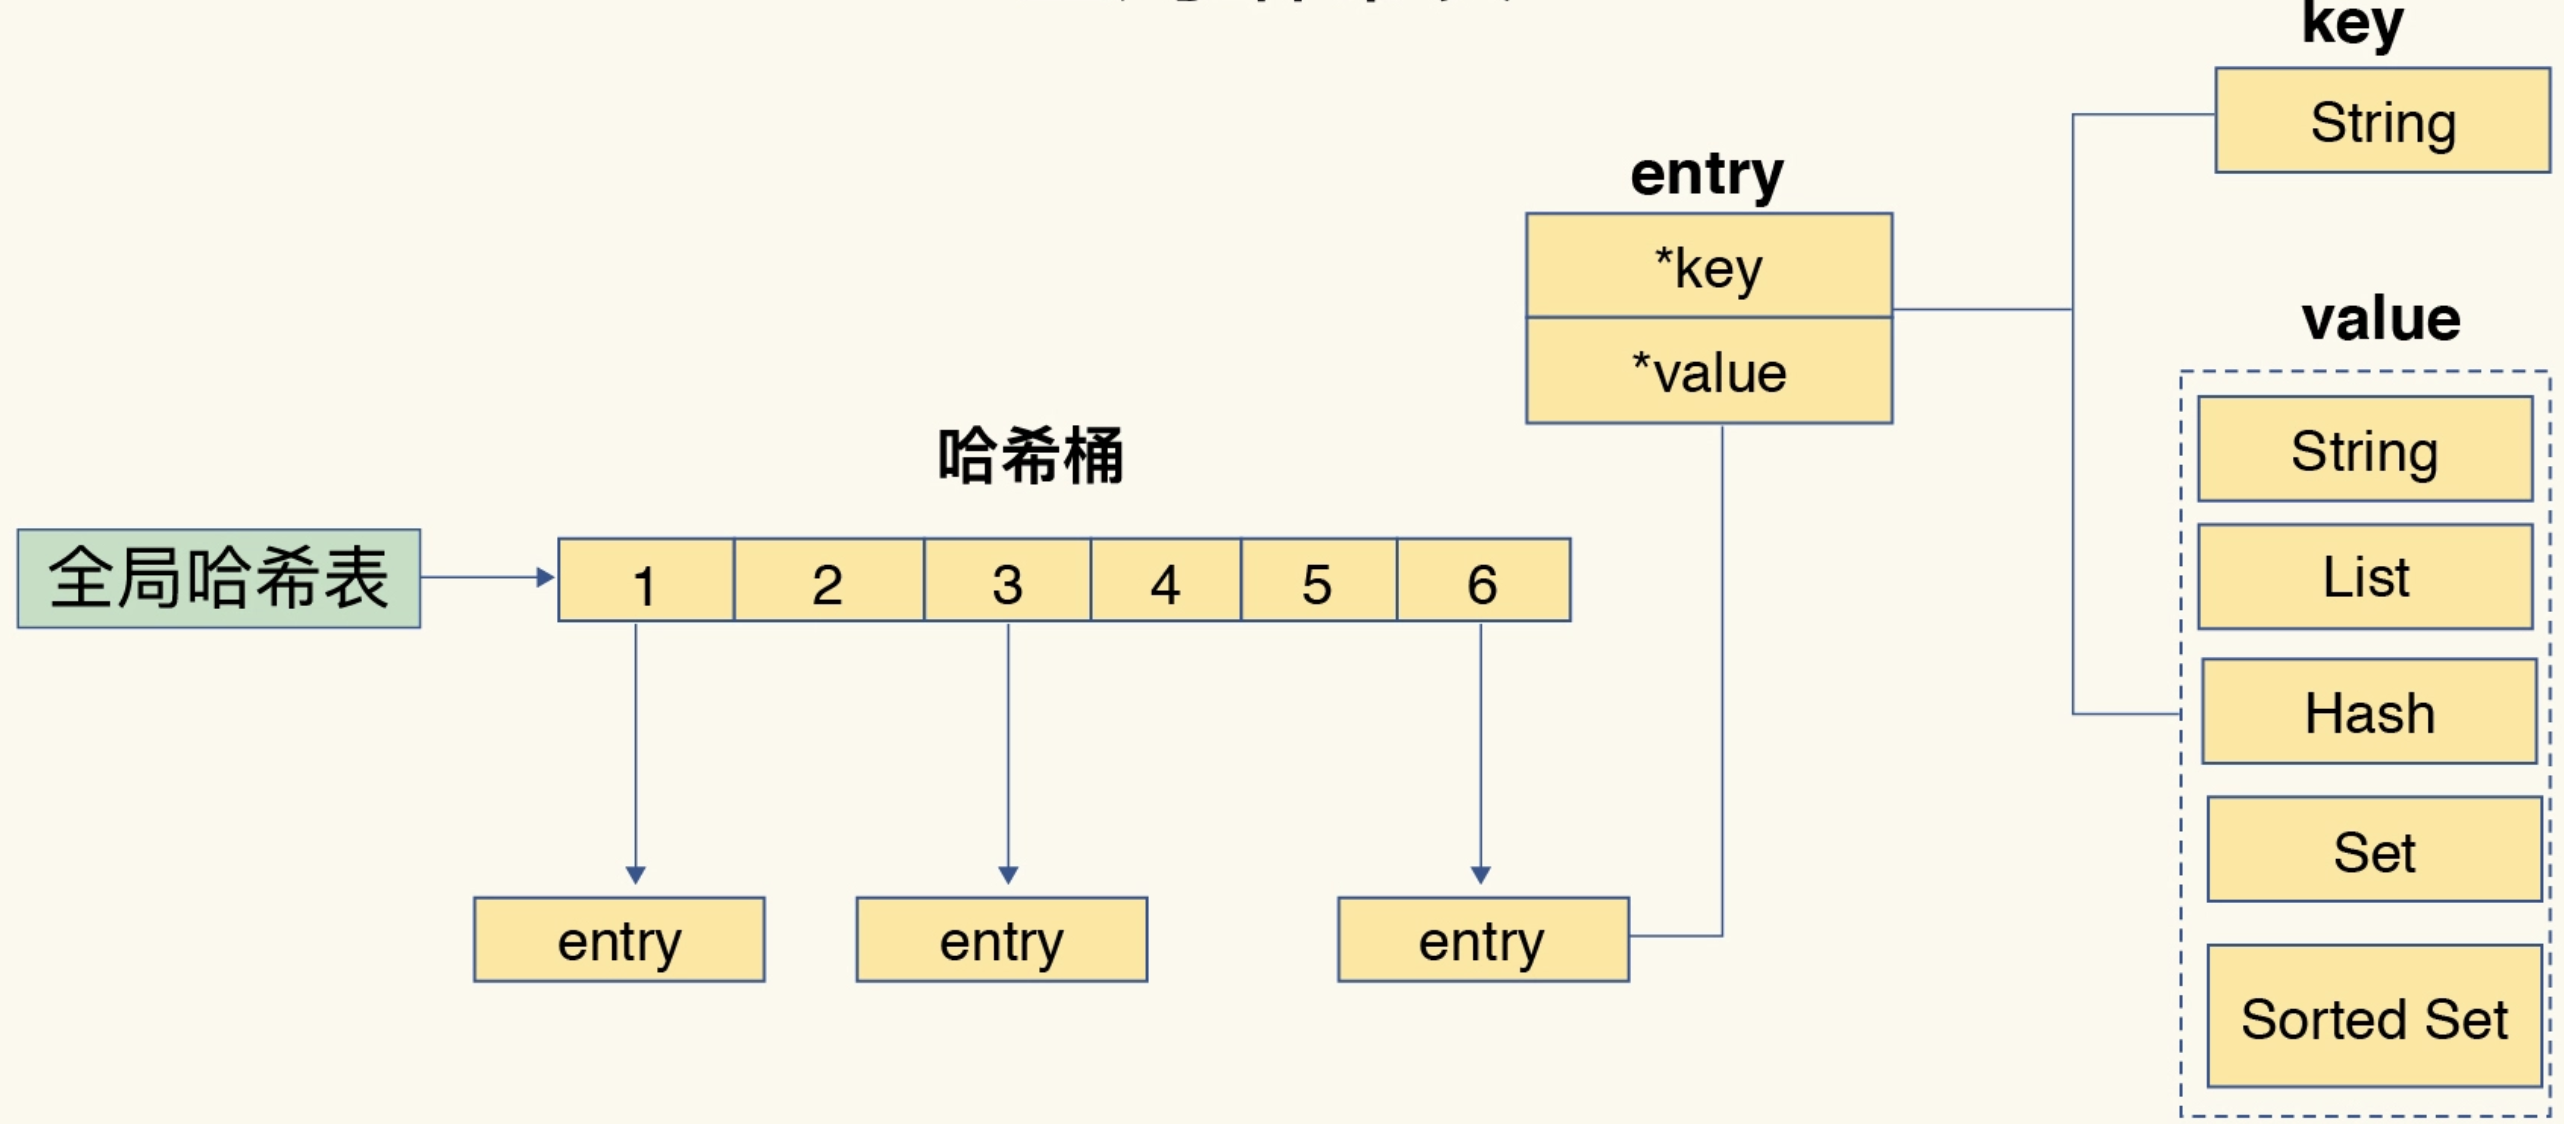 key
String
entry
*key
*value
value
String
List
Hash
Set
Sorted Set
哈希桶
全局哈希表
1
2
3
4
5
6
entry
entry
entry